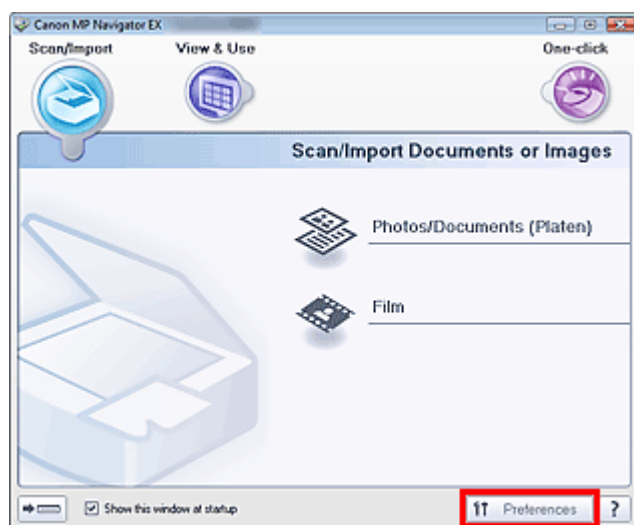 Canon MP Navigator EX
Scan/Import View & Use One-click
Scan/Import Documents or Images
Photos/Documents (Platen)
Film
Show this window at startup Preferences ?